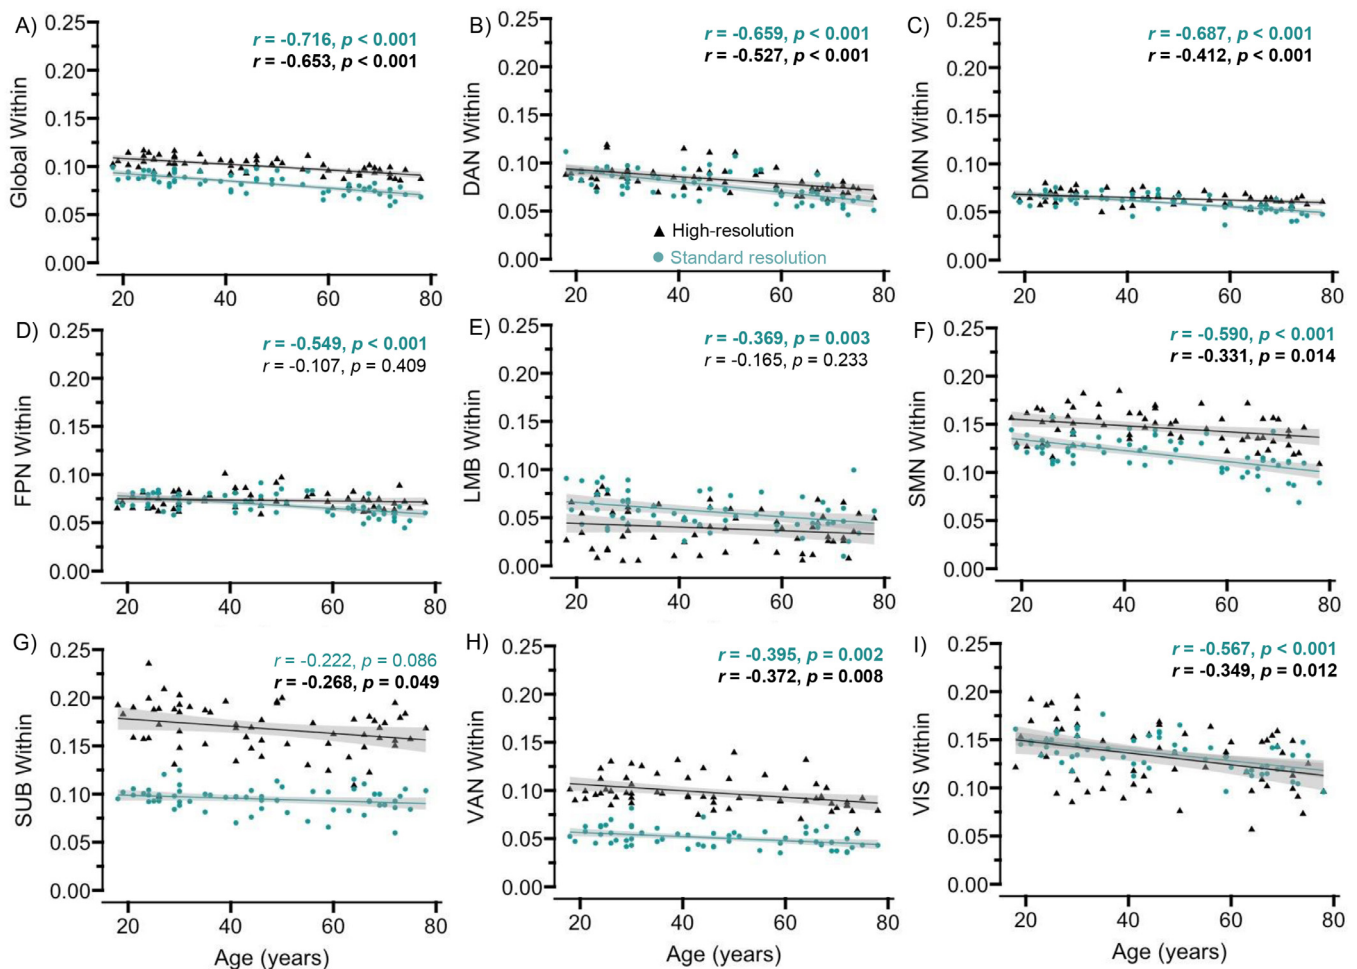 A)
Global Within
0.25
0.20
0.15
0.10
0.05
0.00
r = -0.716, p < 0.001
r = -0.653, p < 0.001
20 40 60 80
B)
DAN Within
0.25
0.20
0.15
0.10
0.05
0.00
r = -0.659, p < 0.001
r = -0.527, p < 0.001
High-resolution
Standard resolution
20 40 60 80
C)
DMN Within
0.25
0.20
0.15
0.10
0.05
0.00
r = -0.687, p < 0.001
r = -0.412, p < 0.001
20 40 60 80
D)
FPN Within
0.25
0.20
0.15
0.10
0.05
0.00
r = -0.549, p < 0.001
r = -0.107, p = 0.409
20 40 60 80
E)
LMB Within
0.25
0.20
0.15
0.10
0.05
0.00
r = -0.369, p = 0.003
r = -0.165, p = 0.233
20 40 60 80
F)
SMN Within
0.25
0.20
0.15
0.10
0.05
0.00
r = -0.590, p < 0.001
r = -0.331, p = 0.014
20 40 60 80
G)
SUB Within
0.25
0.20
0.15
0.10
0.05
0.00
r = -0.222, p = 0.086
r = -0.268, p = 0.049
20 40 60 80
Age (years)
H)
VAN Within
0.25
0.20
0.15
0.10
0.05
0.00
r = -0.395, p = 0.002
r = -0.372, p = 0.008
20 40 60 80
Age (years)
I)
VIS Within
0.25
0.20
0.15
0.10
0.05
0.00
r = -0.567, p < 0.001
r = -0.349, p = 0.012
20 40 60 80
Age (years)